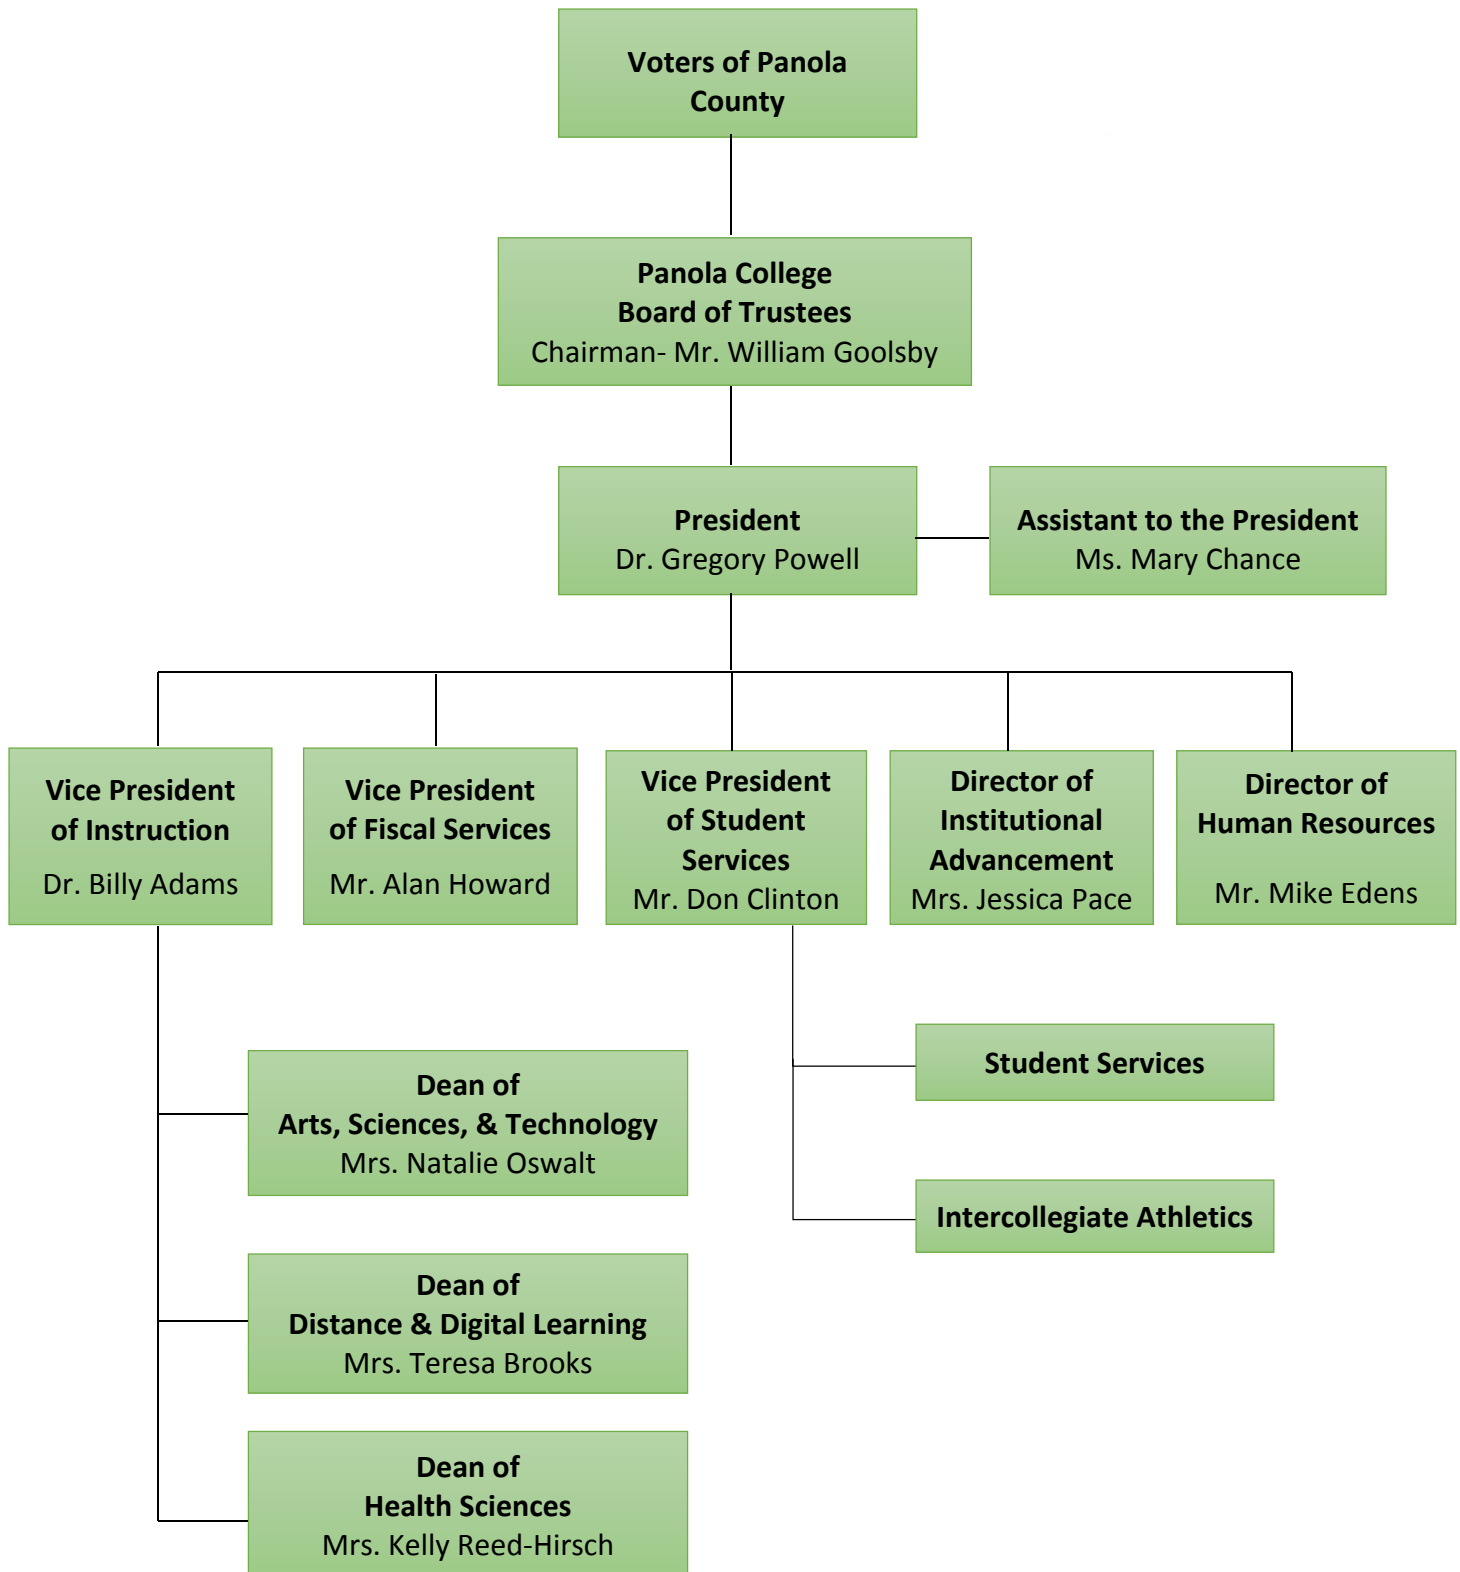 Voters of Panola
County
Panola College
Board of Trustees
Chairman- Mr. William Goolsby
President
Dr. Gregory Powell
Assistant to the President
Ms. Mary Chance
Vice President
of Instruction
Dr. Billy Adams
Vice President
of Fiscal Services
Mr. Alan Howard
Vice President
of Student
Services
Mr. Don Clinton
Director of
Institutional
Advancement
Mrs. Jessica Pace
Director of
Human Resources
Mr. Mike Edens
Dean of
Arts, Sciences, & Technology
Mrs. Natalie Oswalt
Dean of
Distance & Digital Learning
Mrs. Teresa Brooks
Dean of
Health Sciences
Mrs. Kelly Reed-Hirsch
Student Services
Intercollegiate Athletics